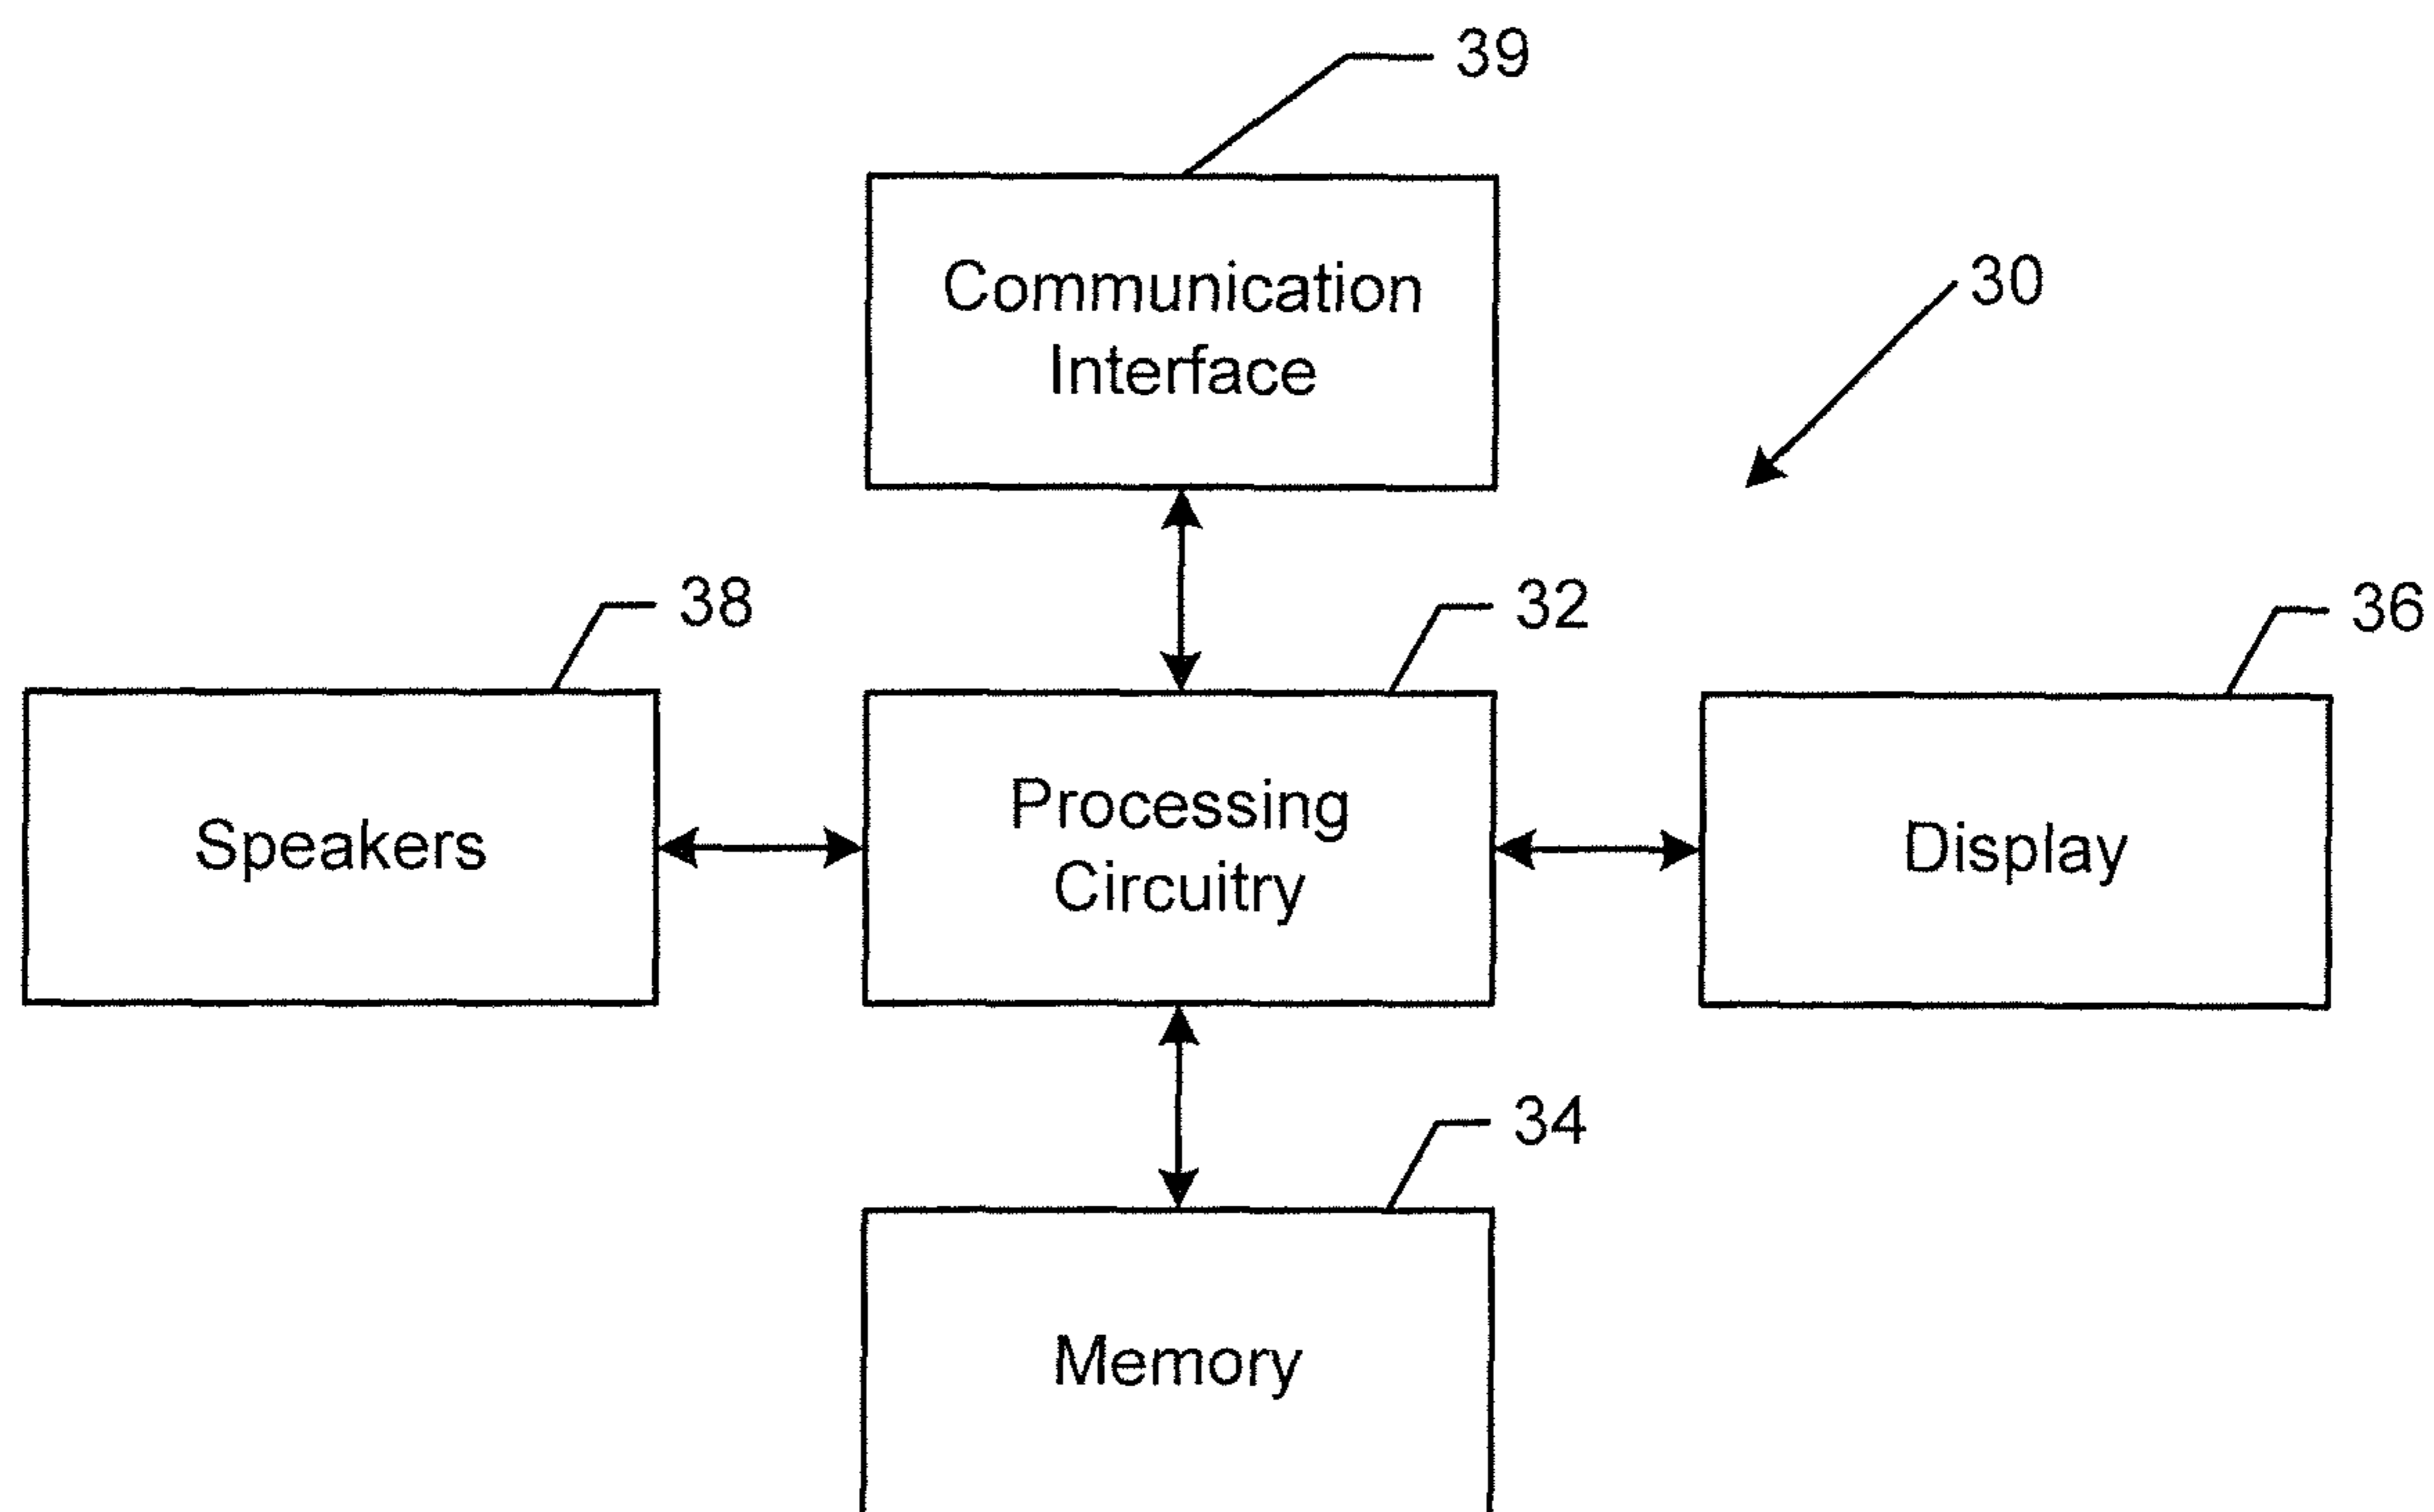 39
Communication
Interface
30
38
32
36
Speakers
Processing
Circuitry
Display
34
Memory